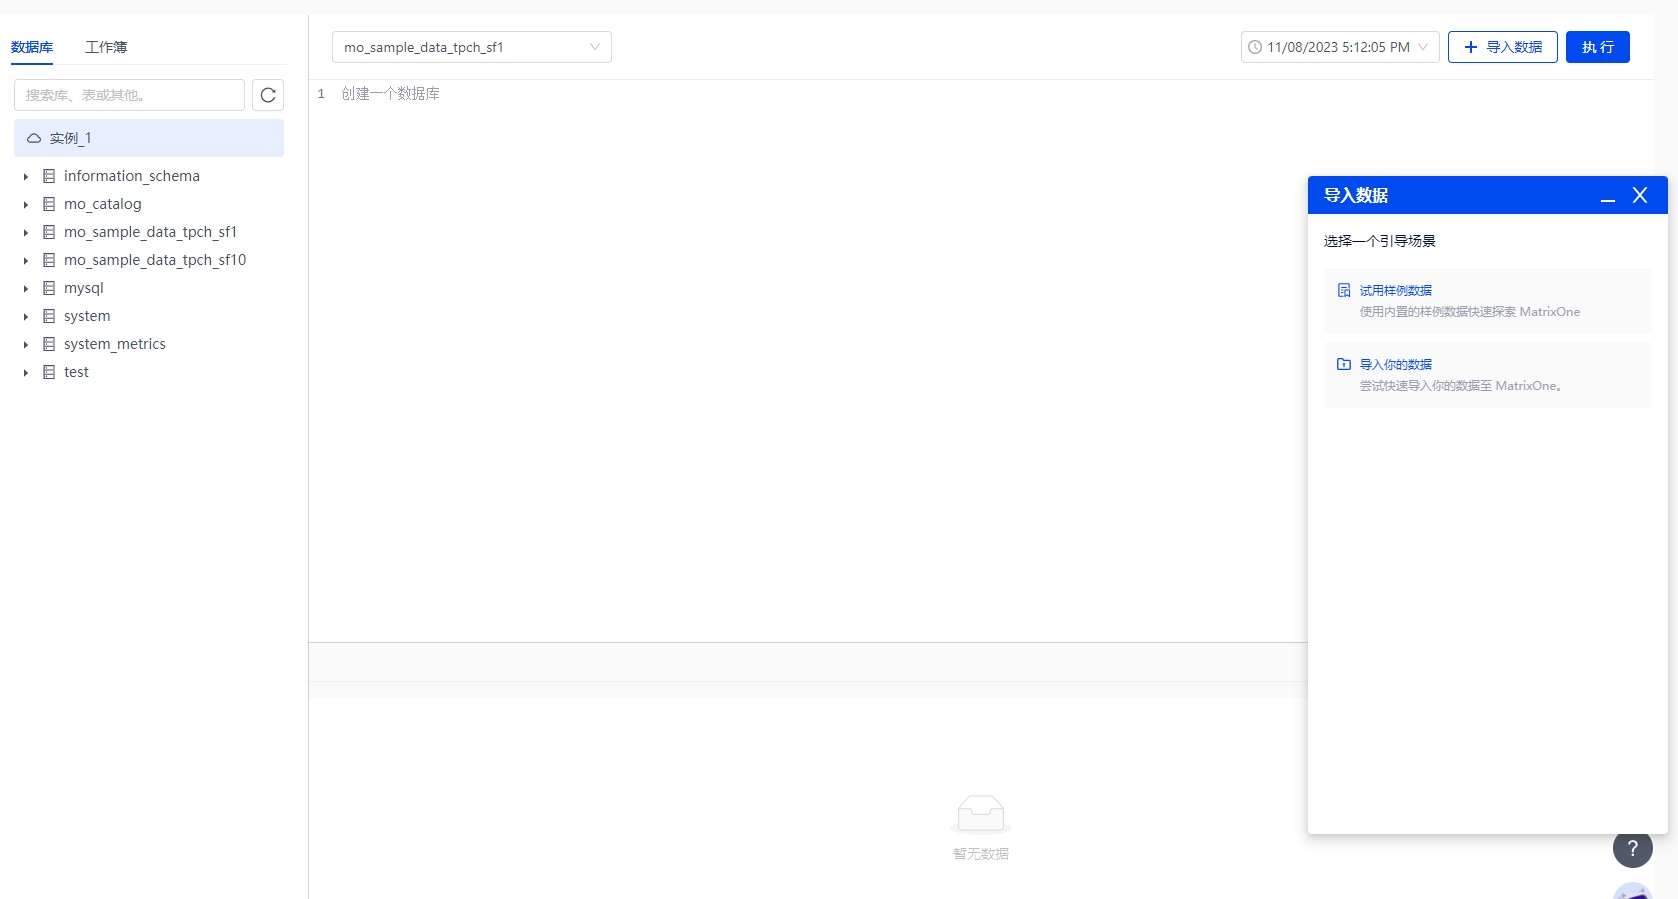 数据库 工作簿
搜索库、表或其他。
实例_1
information_schema
mo_catalog
mo_sample_data_tpch_sf1
mo_sample_data_tpch_sf10
mysql
system
system_metrics
test
mo_sample_data_tpch_sf1
11/08/2023 5:12:05 PM
+ 导入数据
执 行
1 创建一个数据库
暂无数据
导入数据
选择一个引导场景
试用样例数据
使用内置的样例数据快速探索 MatrixOne
导入你的数据
尝试快速导入你的数据至 MatrixOne。
?